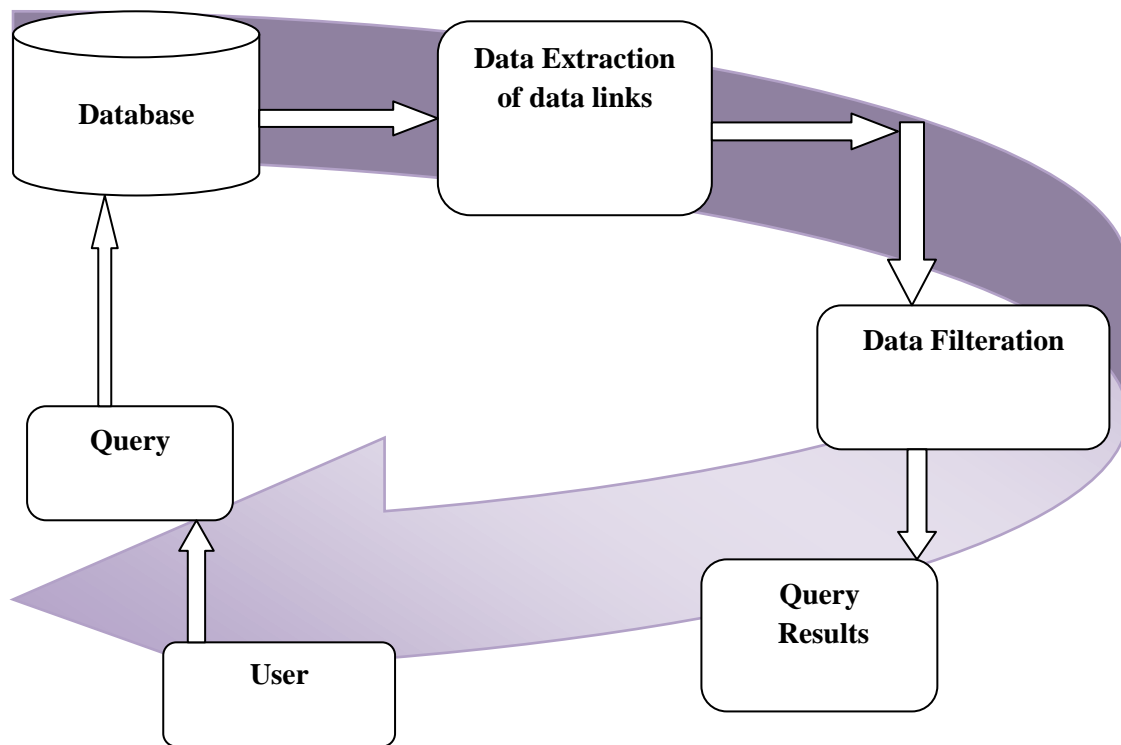 Database
Data Extraction
of data links
Data Filteration
Query
Query
Results
User